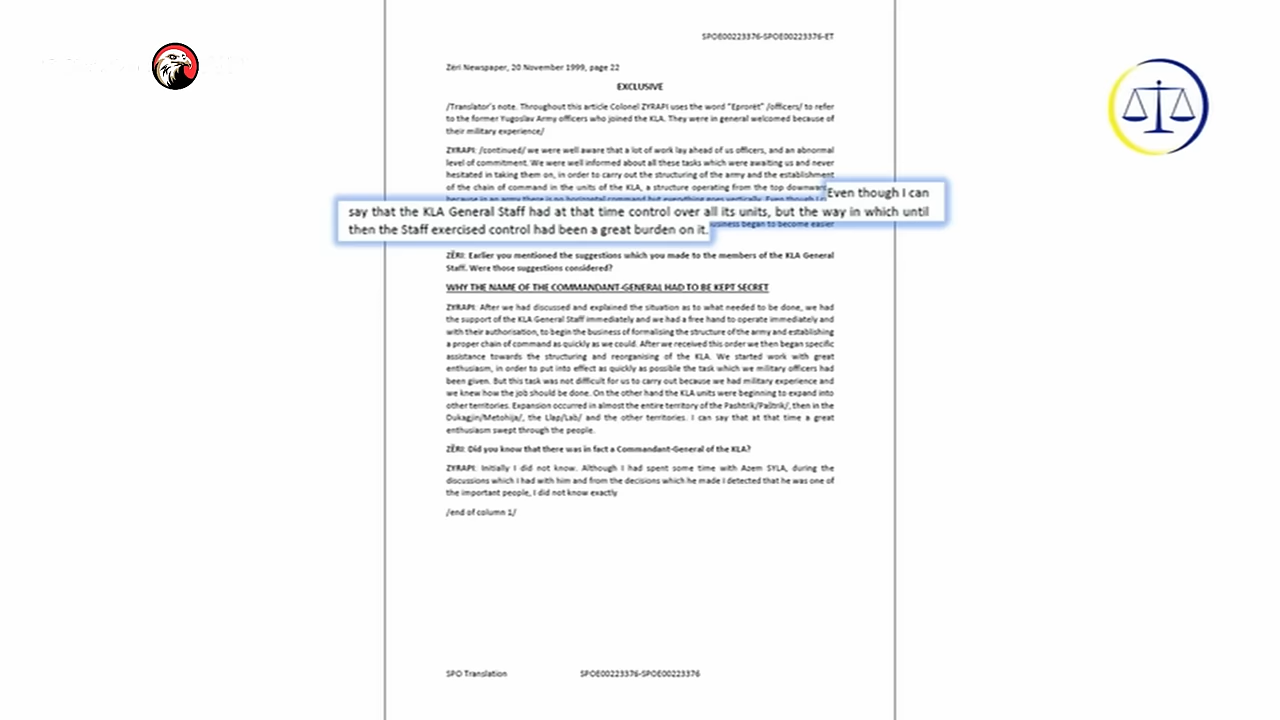 SPOE00223376-SPOE00223376-ET
Zëri Newspaper, 20 November 1999, page 22
EXCLUSIVE
/Translator's note. Throughout this article Colonel ZYRAPI uses the word "Eprorët" /officers/ to refer
to the former Yugoslav Army officers who joined the KLA. They were in general welcomed because of
their military experience/
ZYRAPI: /continued/ we were well aware that a lot of work lay ahead of us officers, and an abnormal
level of commitment. We were well informed about all these tasks which were awaiting us and never
hesitated in taking them on, in order to carry out the structuring of the army and the establishment
of the chain of command in the units of the KLA, a structure operating from the top downward
because in an army there is no horizontal command but everything goes vertically. Even though I
Even though I can
say that the KLA General Staff had at that time control over all its units, but the way in which until
then the Staff exercised control had been a great burden on it.
business began to become easier
ZËRI: Earlier you mentioned the suggestions which you made to the members of the KLA General
Staff. Were those suggestions considered?
WHY THE NAME OF THE COMMANDANT-GENERAL HAD TO BE KEPT SECRET
ZYRAPI: After we had discussed and explained the situation as to what needed to be done, we had
the support of the KLA General Staff immediately and we had a free hand to operate immediately and
with their authorisation, to begin the business of formalising the structure of the army and establishing
a proper chain of command as quickly as we could. After we received this order we then began specific
assistance towards the structuring and reorganising of the KLA. We started work with great
enthusiasm, in order to put into effect as quickly as possible the task which we military officers had
been given. But this task was not difficult for us to carry out because we had military experience and
we knew how the job should be done. On the other hand the KLA units were beginning to expand into
other territories. Expansion occurred in almost the entire territory of the Pashtrik/Paštrik/, then in the
Dukagjin/Metohija/, the Llap/Lab/ and the other territories. I can say that at that time a great
enthusiasm swept through the people.
ZËRI: Did you know that there was in fact a Commandant-General of the KLA?
ZYRAPI: Initially I did not know. Although I had spent some time with Azem SYLA, during the
discussions which I had with him and from the decisions which he made I detected that he was one of
the important people, I did not know exactly
/end of column 1/
SPO Translation SPOE00223376-SPOE00223376